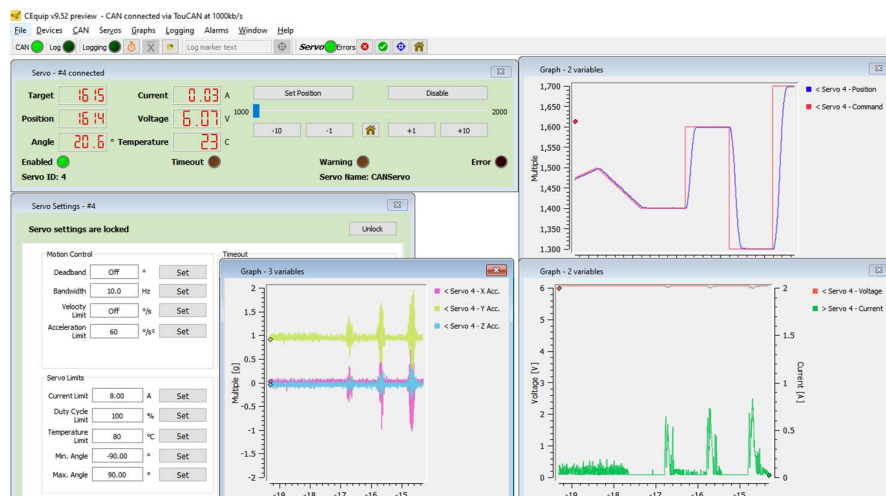 CEquip v9.52 preview - CAN connected via TouCAN at 1000kb/s
File Devices CAN Servos Graphs Logging Alarms Window Help
CAN Log Logging Log marker text Servo Errors
Servo - #4 connected
Target 1615 Current 0.03 A Set Position Disable
Position 1614 Voltage 6.07 V 1000 2000
Angle 20.6 ° Temperature 23 C -10 -1 +1 +10
Enabled Timeout Warning Error
Servo ID: 4 Servo Name: CANServo
Servo Settings - #4
Servo settings are locked Unlock
Motion Control Timeout
Deadband Off ° Set
Bandwidth 10.0 Hz Set
Velocity Limit Off °/s Set
Acceleration Limit 60 °/s² Set
Servo Limits
Current Limit 8.00 A Set
Duty Cycle Limit 100 % Set
Temperature Limit 80 °C Set
Min. Angle -90.00 ° Set
Max. Angle 90.00 ° Set
Graph - 2 variables
< Servo 4 - Position
< Servo 4 - Command
Multiple
1,700
1,650
1,600
1,550
1,500
1,450
1,400
1,350
1,300
Graph - 3 variables
< Servo 4 - X Acc.
< Servo 4 - Y Acc.
< Servo 4 - Z Acc.
Multiple [g]
2
1.5
1
0.5
0
-0.5
-1
-1.5
-2
-19 -18 -17 -16 -15
Graph - 2 variables
< Servo 4 - Voltage
> Servo 4 - Current
Voltage [V]
6
5
4
3
2
1
0
Current [A]
2
1.5
1
0.5
0
-19 -18 -17 -16 -15